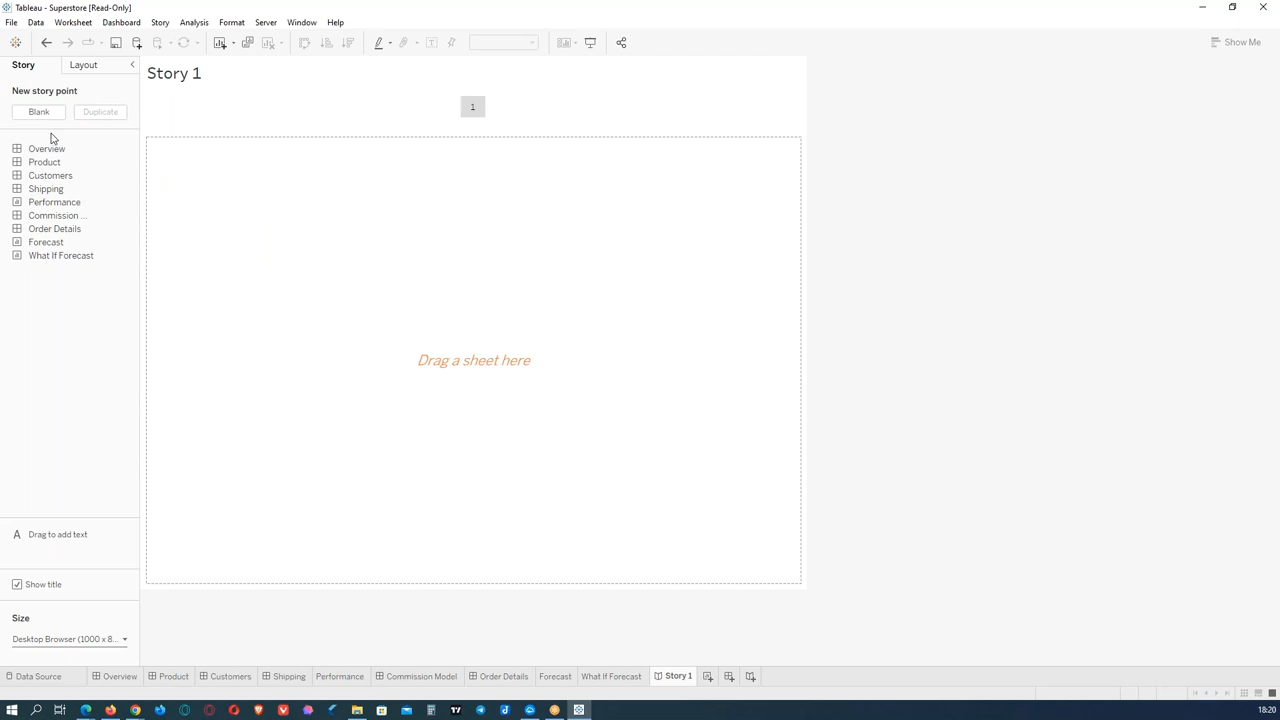 Tableau - Superstore [Read-Only]
File Data Worksheet Dashboard Story Analysis Format Server Window Help
Show Me
Story Layout
New story point
Blank Duplicate
Overview
Product
Customers
Shipping
Performance
Commission ...
Order Details
Forecast
What If Forecast
Story 1
1
Drag a sheet here
A Drag to add text
Show title
Size
Desktop Browser (1000 x 8...
Data Source Overview Product Customers Shipping Performance Commission Model Order Details Forecast What If Forecast Story 1
18:20